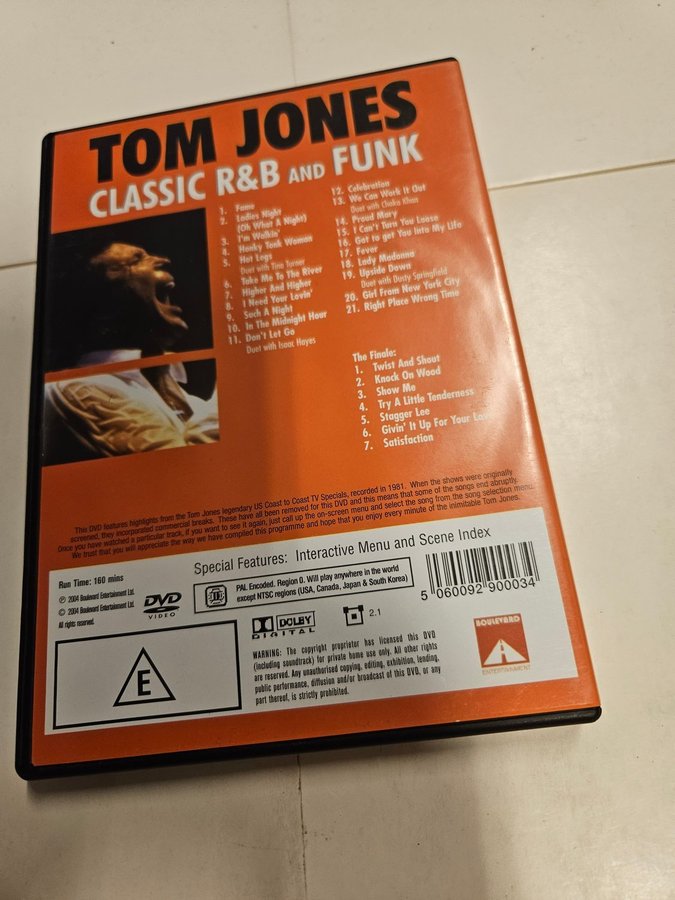 TOM JONES
CLASSIC R&B AND FUNK
1. Fame
2. Ladies Night
(Oh What A Night)
3. I'm Walkin'
4. Honky Tonk Woman
5. Hot Legs
Duet with Tina Turner
6. Take Me To The River
7. Higher And Higher
8. I Need Your Lovin'
9. Such A Night
10. In The Midnight Hour
11. Don't Let Go
Duet with Isaac Hayes
12. Celebration
13. We Can Work It Out
Duet with Chaka Khan
14. Proud Mary
15. I Can't Turn You Loose
16. Got to get You Into My Life
17. Fever
18. Lady Madonna
19. Upside Down
Duet with Dusty Springfield
20. Girl From New York City
21. Right Place Wrong Time
The Finale:
1. Twist And Shout
2. Knock On Wood
3. Show Me
4. Try A Little Tenderness
5. Stagger Lee
6. Givin' It Up For Your Love
7. Satisfaction
This DVD features highlights from the Tom Jones legendary US Coast to Coast TV Specials, recorded in 1981. When the shows were originally
screened, they incorporated commercial breaks. These have all been removed for this DVD and this means that some of the songs end abruptly.
Once you have watched a particular track, if you want to see it again, just call up the on-screen menu and select the song from the song selection menu.
We trust that you will appreciate the way we have compiled this programme and hope that you enjoy every minute of the inimitable Tom Jones.
Special Features: Interactive Menu and Scene Index
Run Time: 160 mins
℗ 2004 Boulevard Entertainment Ltd.
© 2004 Boulevard Entertainment Ltd.
All rights reserved.
DVD
VIDEO
PAL Encoded. Region 0. Will play anywhere in the world
except NTSC regions (USA, Canada, Japan & South Korea)
5 060092 900034
E
DOLBY
DIGITAL
2.1
WARNING: The copyright proprietor has licensed this DVD
(including soundtrack) for private home use only. All other rights
are reserved. Any unauthorised copying, editing, exhibition, lending,
public performance, diffusion and/or broadcast of this DVD, or any
part thereof, is strictly prohibited.
BOULEVARD
ENTERTAINMENT